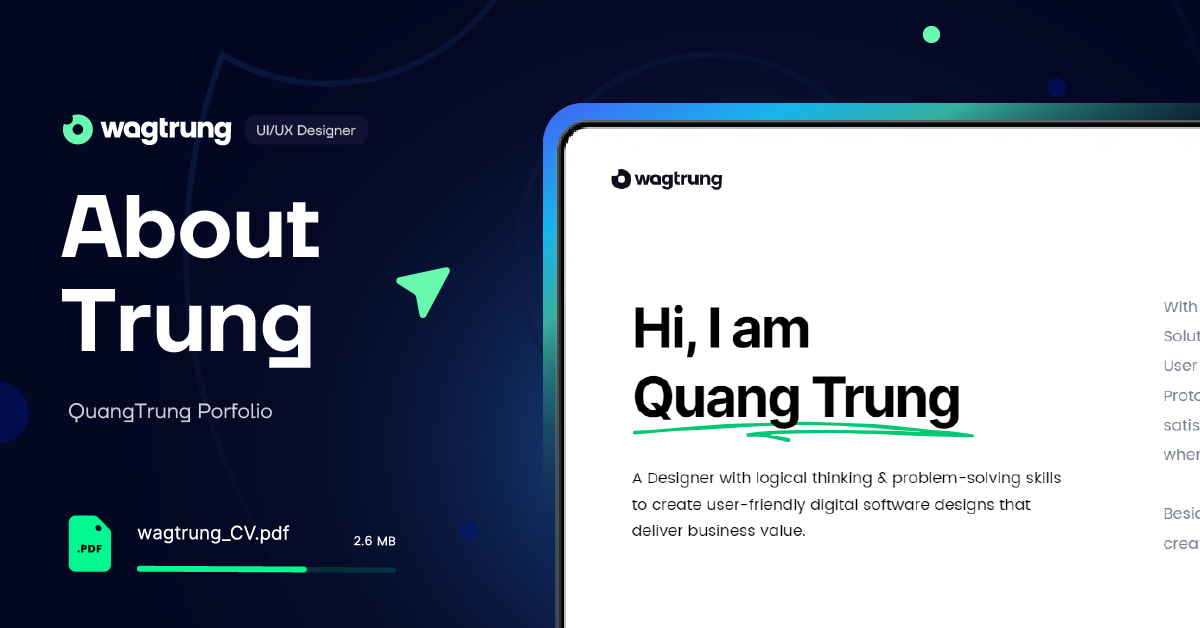 wagtrung
UI/UX Designer
About
Trung
QuangTrung Porfolio
.PDF
wagtrung_CV.pdf
2.6 MB
wagtrung
Hi, I am
Quang Trung
A Designer with logical thinking & problem-solving skills
to create user-friendly digital software designs that
deliver business value.
With
Solut
User
Proto
satis
wher
Besid
creat